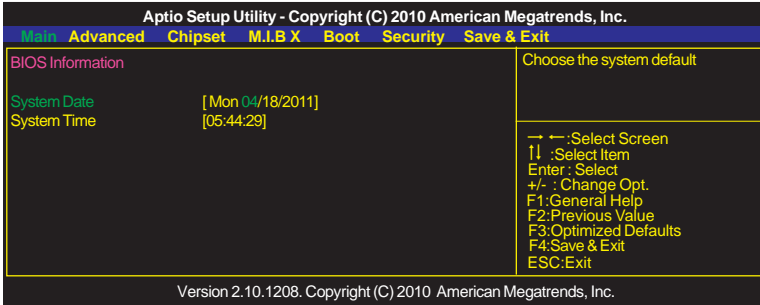 Aptio Setup Utility - Copyright (C) 2010 American Megatrends, Inc.
Main Advanced Chipset M.I.B X Boot Security Save & Exit
BIOS Information
System Date [ Mon 04/18/2011]
System Time [05:44:29]
Choose the system default
→ ←:Select Screen
↑↓ :Select Item
Enter : Select
+/- : Change Opt.
F1:General Help
F2:Previous Value
F3:Optimized Defaults
F4:Save & Exit
ESC:Exit
Version 2.10.1208. Copyright (C) 2010 American Megatrends, Inc.